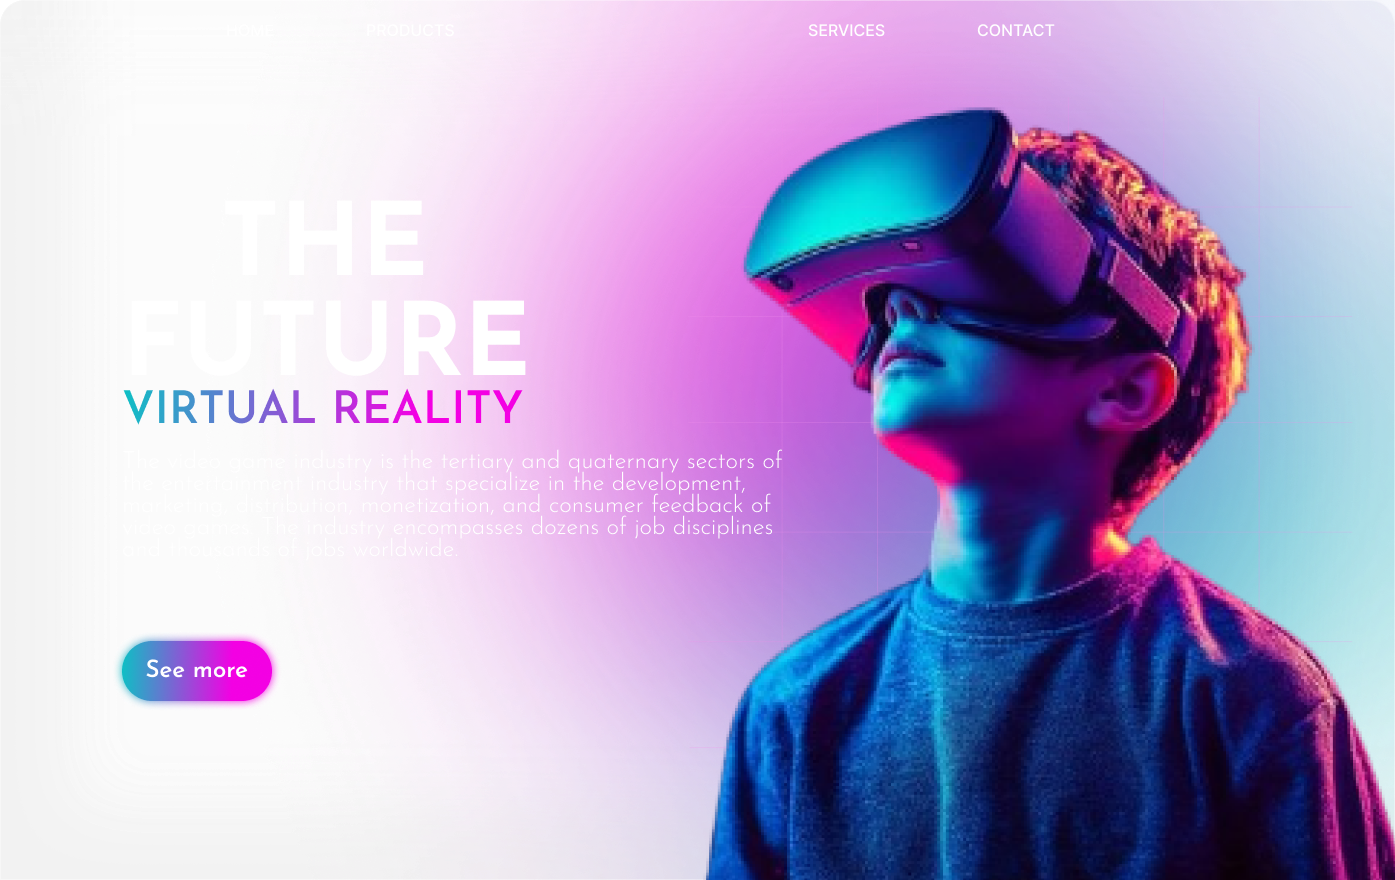 HOME PRODUCTS SERVICES CONTACT
THE
FUTURE
VIRTUAL REALITY
The video game industry is the tertiary and quaternary sectors of
the entertainment industry that specialize in the development,
marketing, distribution, monetization, and consumer feedback of
video games. The industry encompasses dozens of job disciplines
and thousands of jobs worldwide.
See more